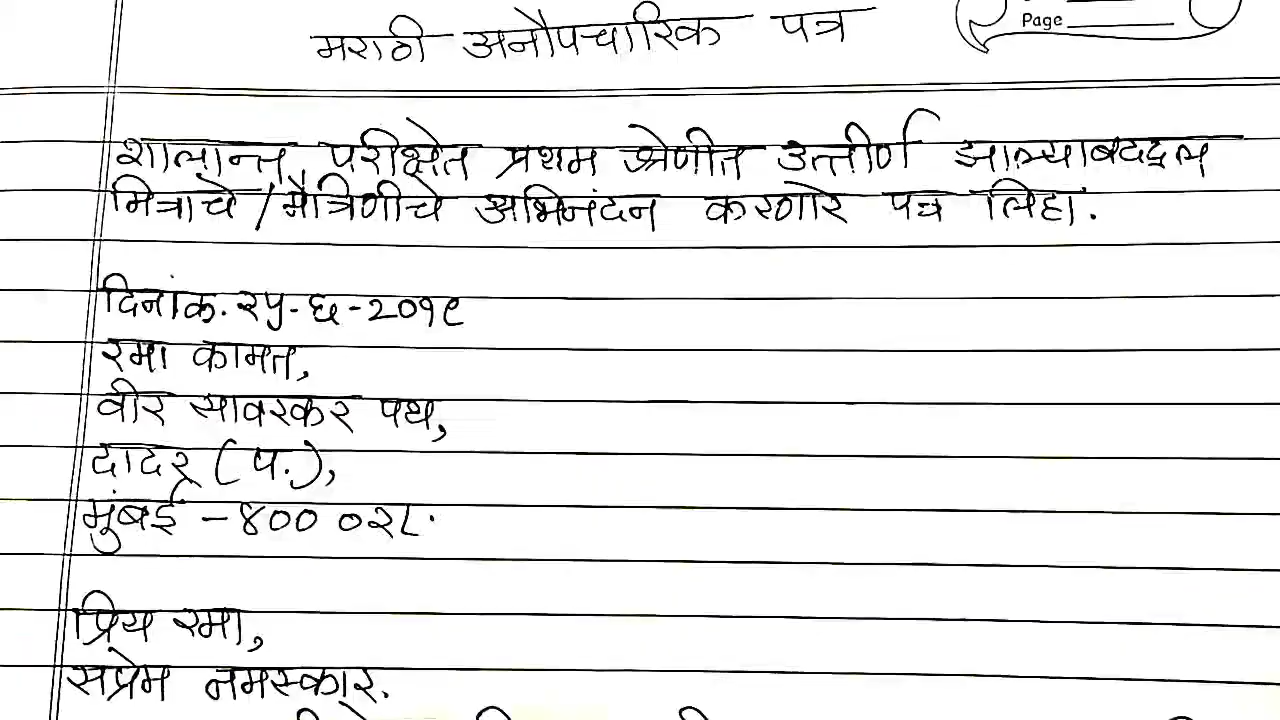 Page
मराठी अनौपचारिक पत्र
शालान्त परीक्षेत प्रथम श्रेणीत उत्तीर्ण झाल्याबद्दल
मित्राचे / मैत्रिणीचे अभिनंदन करणारे पत्र लिहा.
दिनांक. २५-६-२०१९
रमा कामत,
वीर सावरकर पथ,
दादर (प.),
मुंबई - ४०० ०२८.
प्रिय रमा,
सप्रेम नमस्कार.